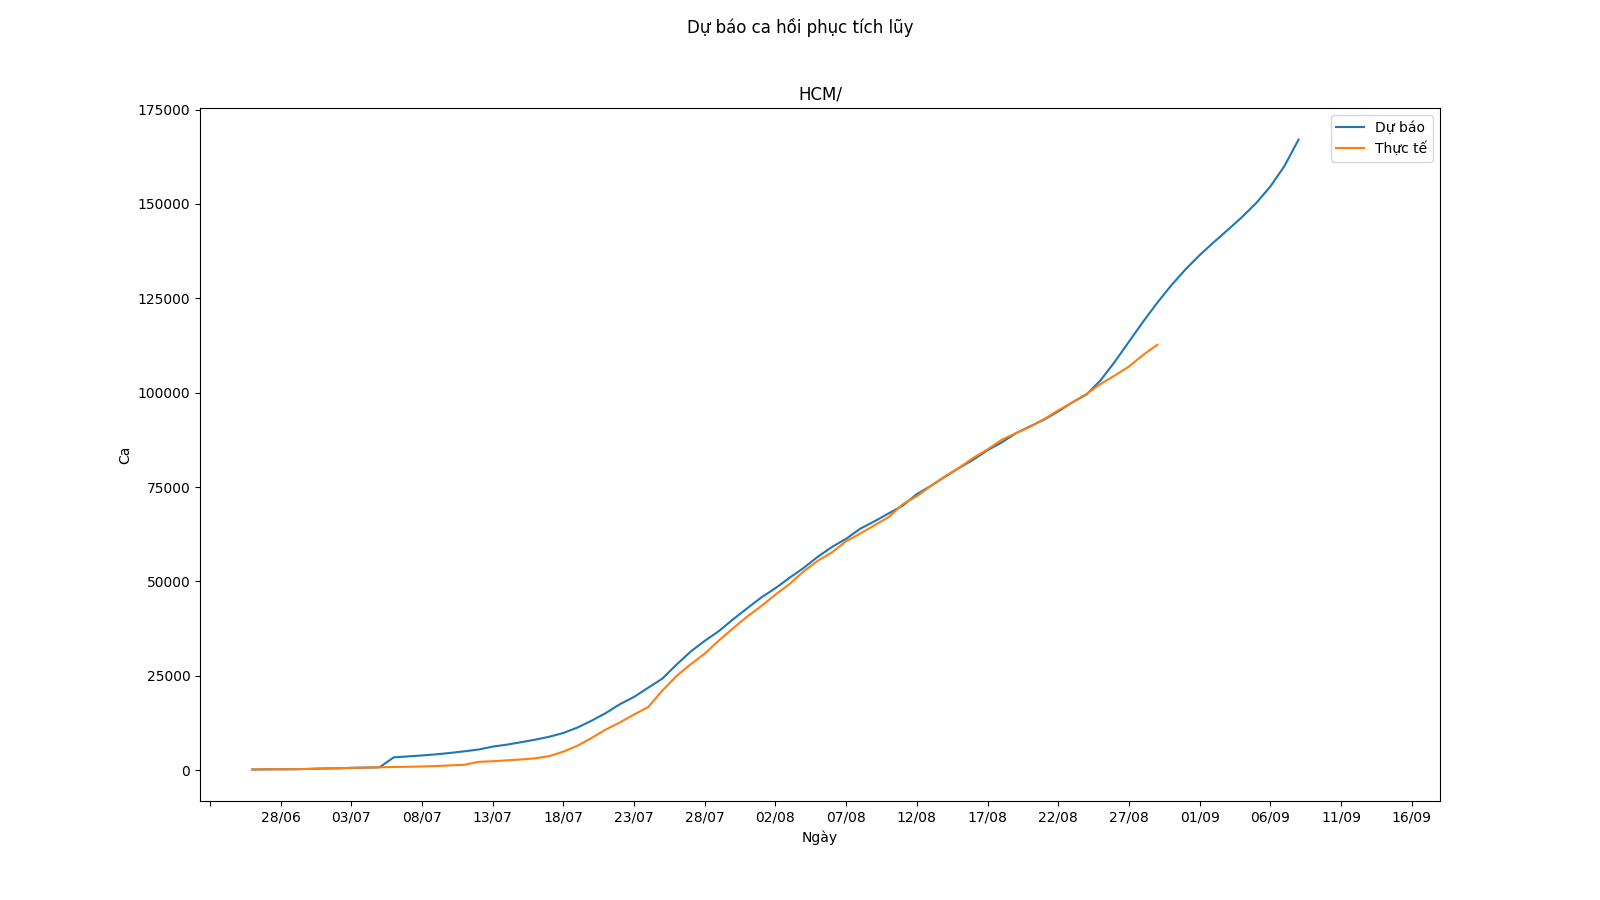 Dự báo ca hồi phục tích lũy
HCM/
175000
150000
125000
100000
75000
50000
25000
0
Ca
Dự báo
Thực tế
28/06 03/07 08/07 13/07 18/07 23/07 28/07 02/08 07/08 12/08 17/08 22/08 27/08 01/09 06/09 11/09 16/09
Ngày